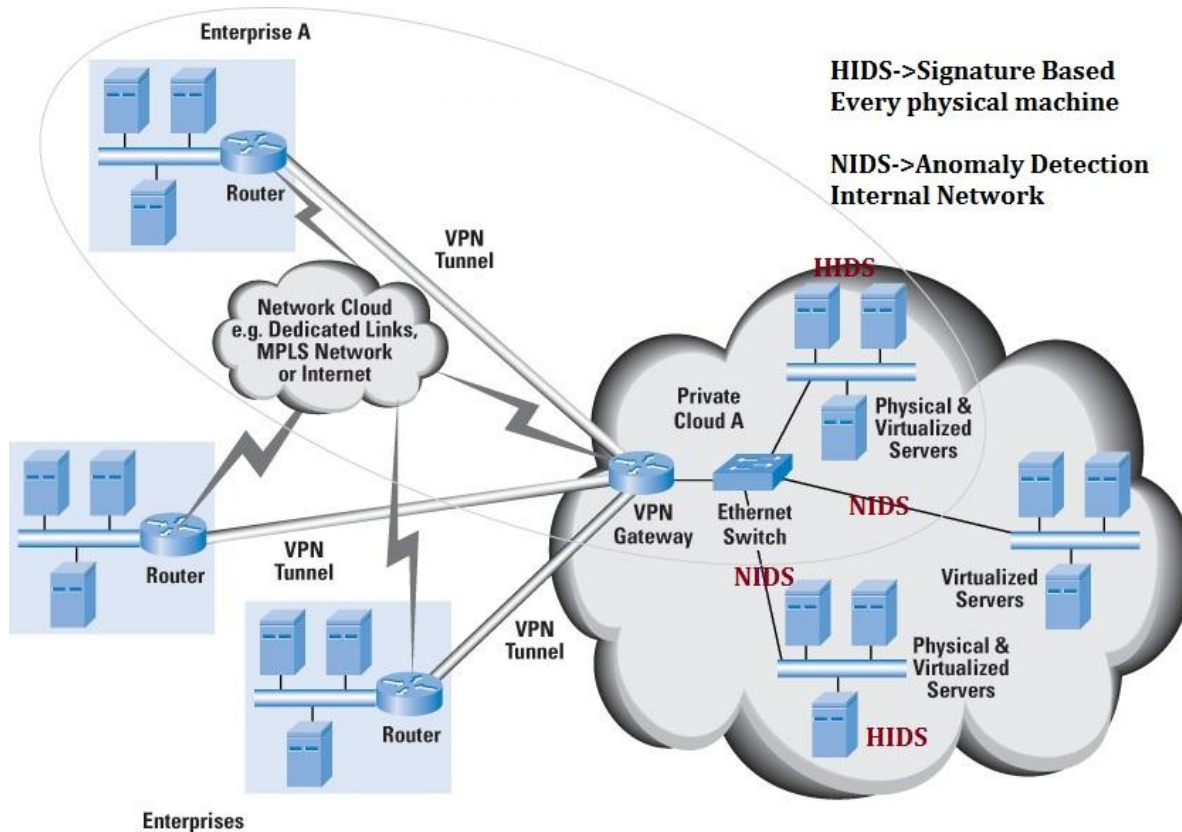 Enterprise A
HIDS->Signature Based
Every physical machine
NIDS->Anomaly Detection
Internal Network
Router
VPN
Tunnel
HIDS
Network Cloud
e.g. Dedicated Links,
MPLS Network
or Internet
Private
Cloud A
Physical &
Virtualized
Servers
VPN
Gateway
Ethernet
Switch
NIDS
Router
VPN
Tunnel
NIDS
Virtualized
Servers
VPN
Tunnel
Physical &
Virtualized
Servers
Router
HIDS
Enterprises